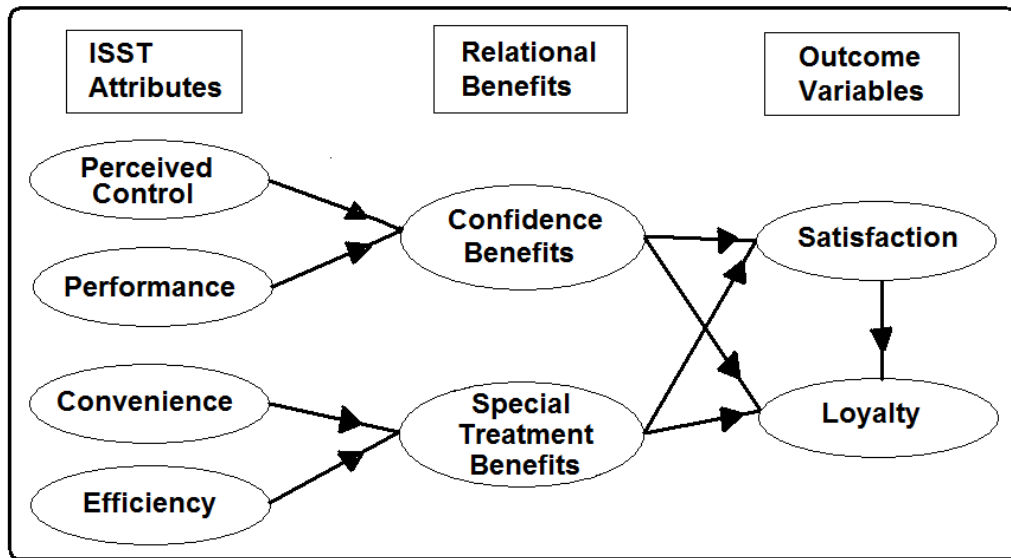 ISST
Attributes
Relational
Benefits
Outcome
Variables
Perceived
Control
Performance
Convenience
Efficiency
Confidence
Benefits
Special
Treatment
Benefits
Satisfaction
Loyalty